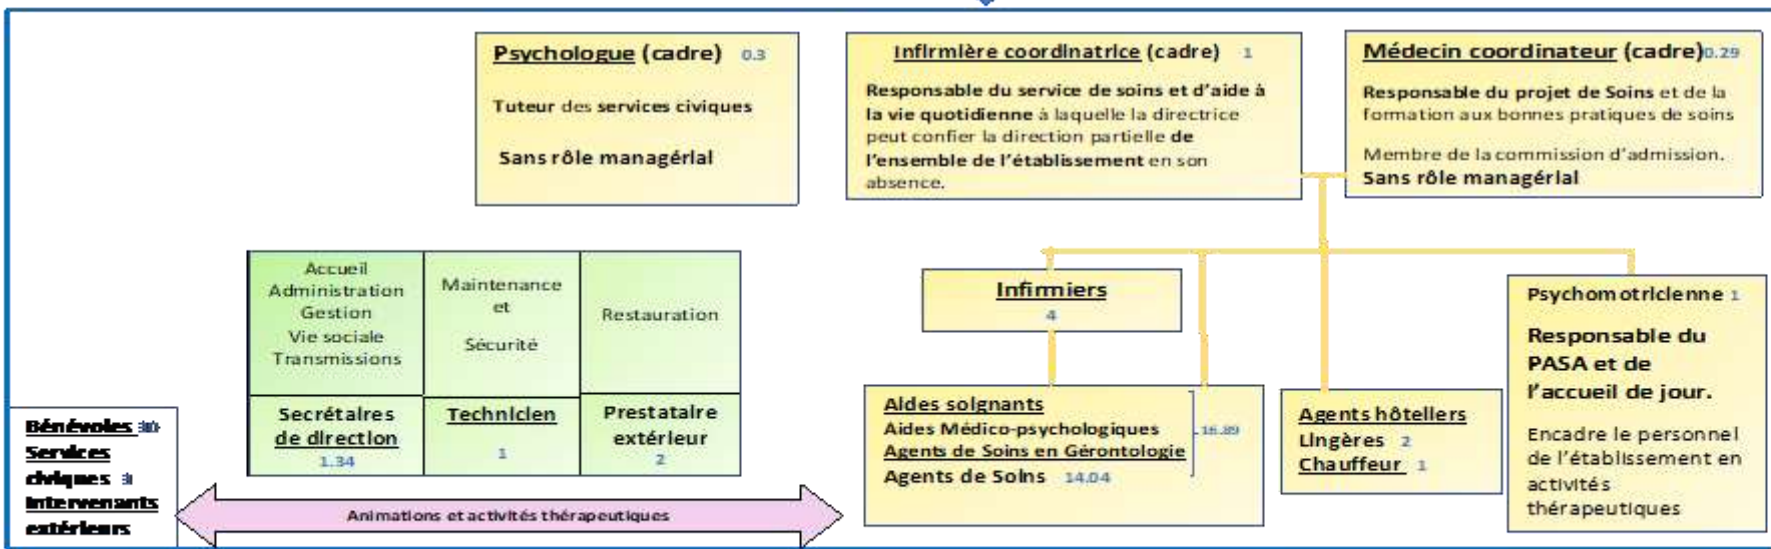 Psychologue (cadre) 0.3
Tuteur des services civiques
Sans rôle managérial
Infirmière coordinatrice (cadre) 1
Responsable du service de soins et d'aide à
la vie quotidienne à laquelle la directrice
peut confier la direction partielle de
l'ensemble de l'établissement en son
absence.
Médecin coordinateur (cadre)0.29
Responsable du projet de Soins et de la
formation aux bonnes pratiques de soins
Membre de la commission d'admission.
Sans rôle managérial
Accueil
Administration
Gestion
Vie sociale
Transmissions
Maintenance
et
Sécurité
Restauration
Secrétaires
de direction
1.34
Technicien
1
Prestataire
extérieur
2
Infirmiers
4
Aides soignants
Aides Médico-psychologiques
Agents de Soins en Gérontologie
16.89
Agents de Soins 14.04
Agents hôteliers
Lingères 2
Chauffeur 1
Psychomotricienne 1
Responsable du
PASA et de
l'accueil de jour.
Encadre le personnel
de l'établissement en
activités
thérapeutiques
Bénévoles
Services
civiques
Intervenants
extérieurs
Animations et activités thérapeutiques